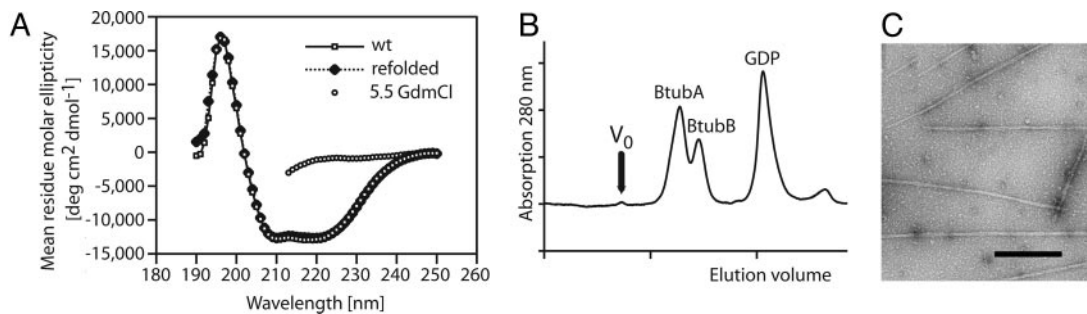 A
Mean residue molar ellipticity
[deg cm2 dmol-1]
20,000
15,000
10,000
5,000
0
-5,000
-10,000
-15,000
180 190 200 210 220 230 240 250 260
Wavelength [nm]
wt
refolded
5.5 GdmCl
B
Absorption 280 nm
V0
BtubA
BtubB
GDP
Elution volume
C